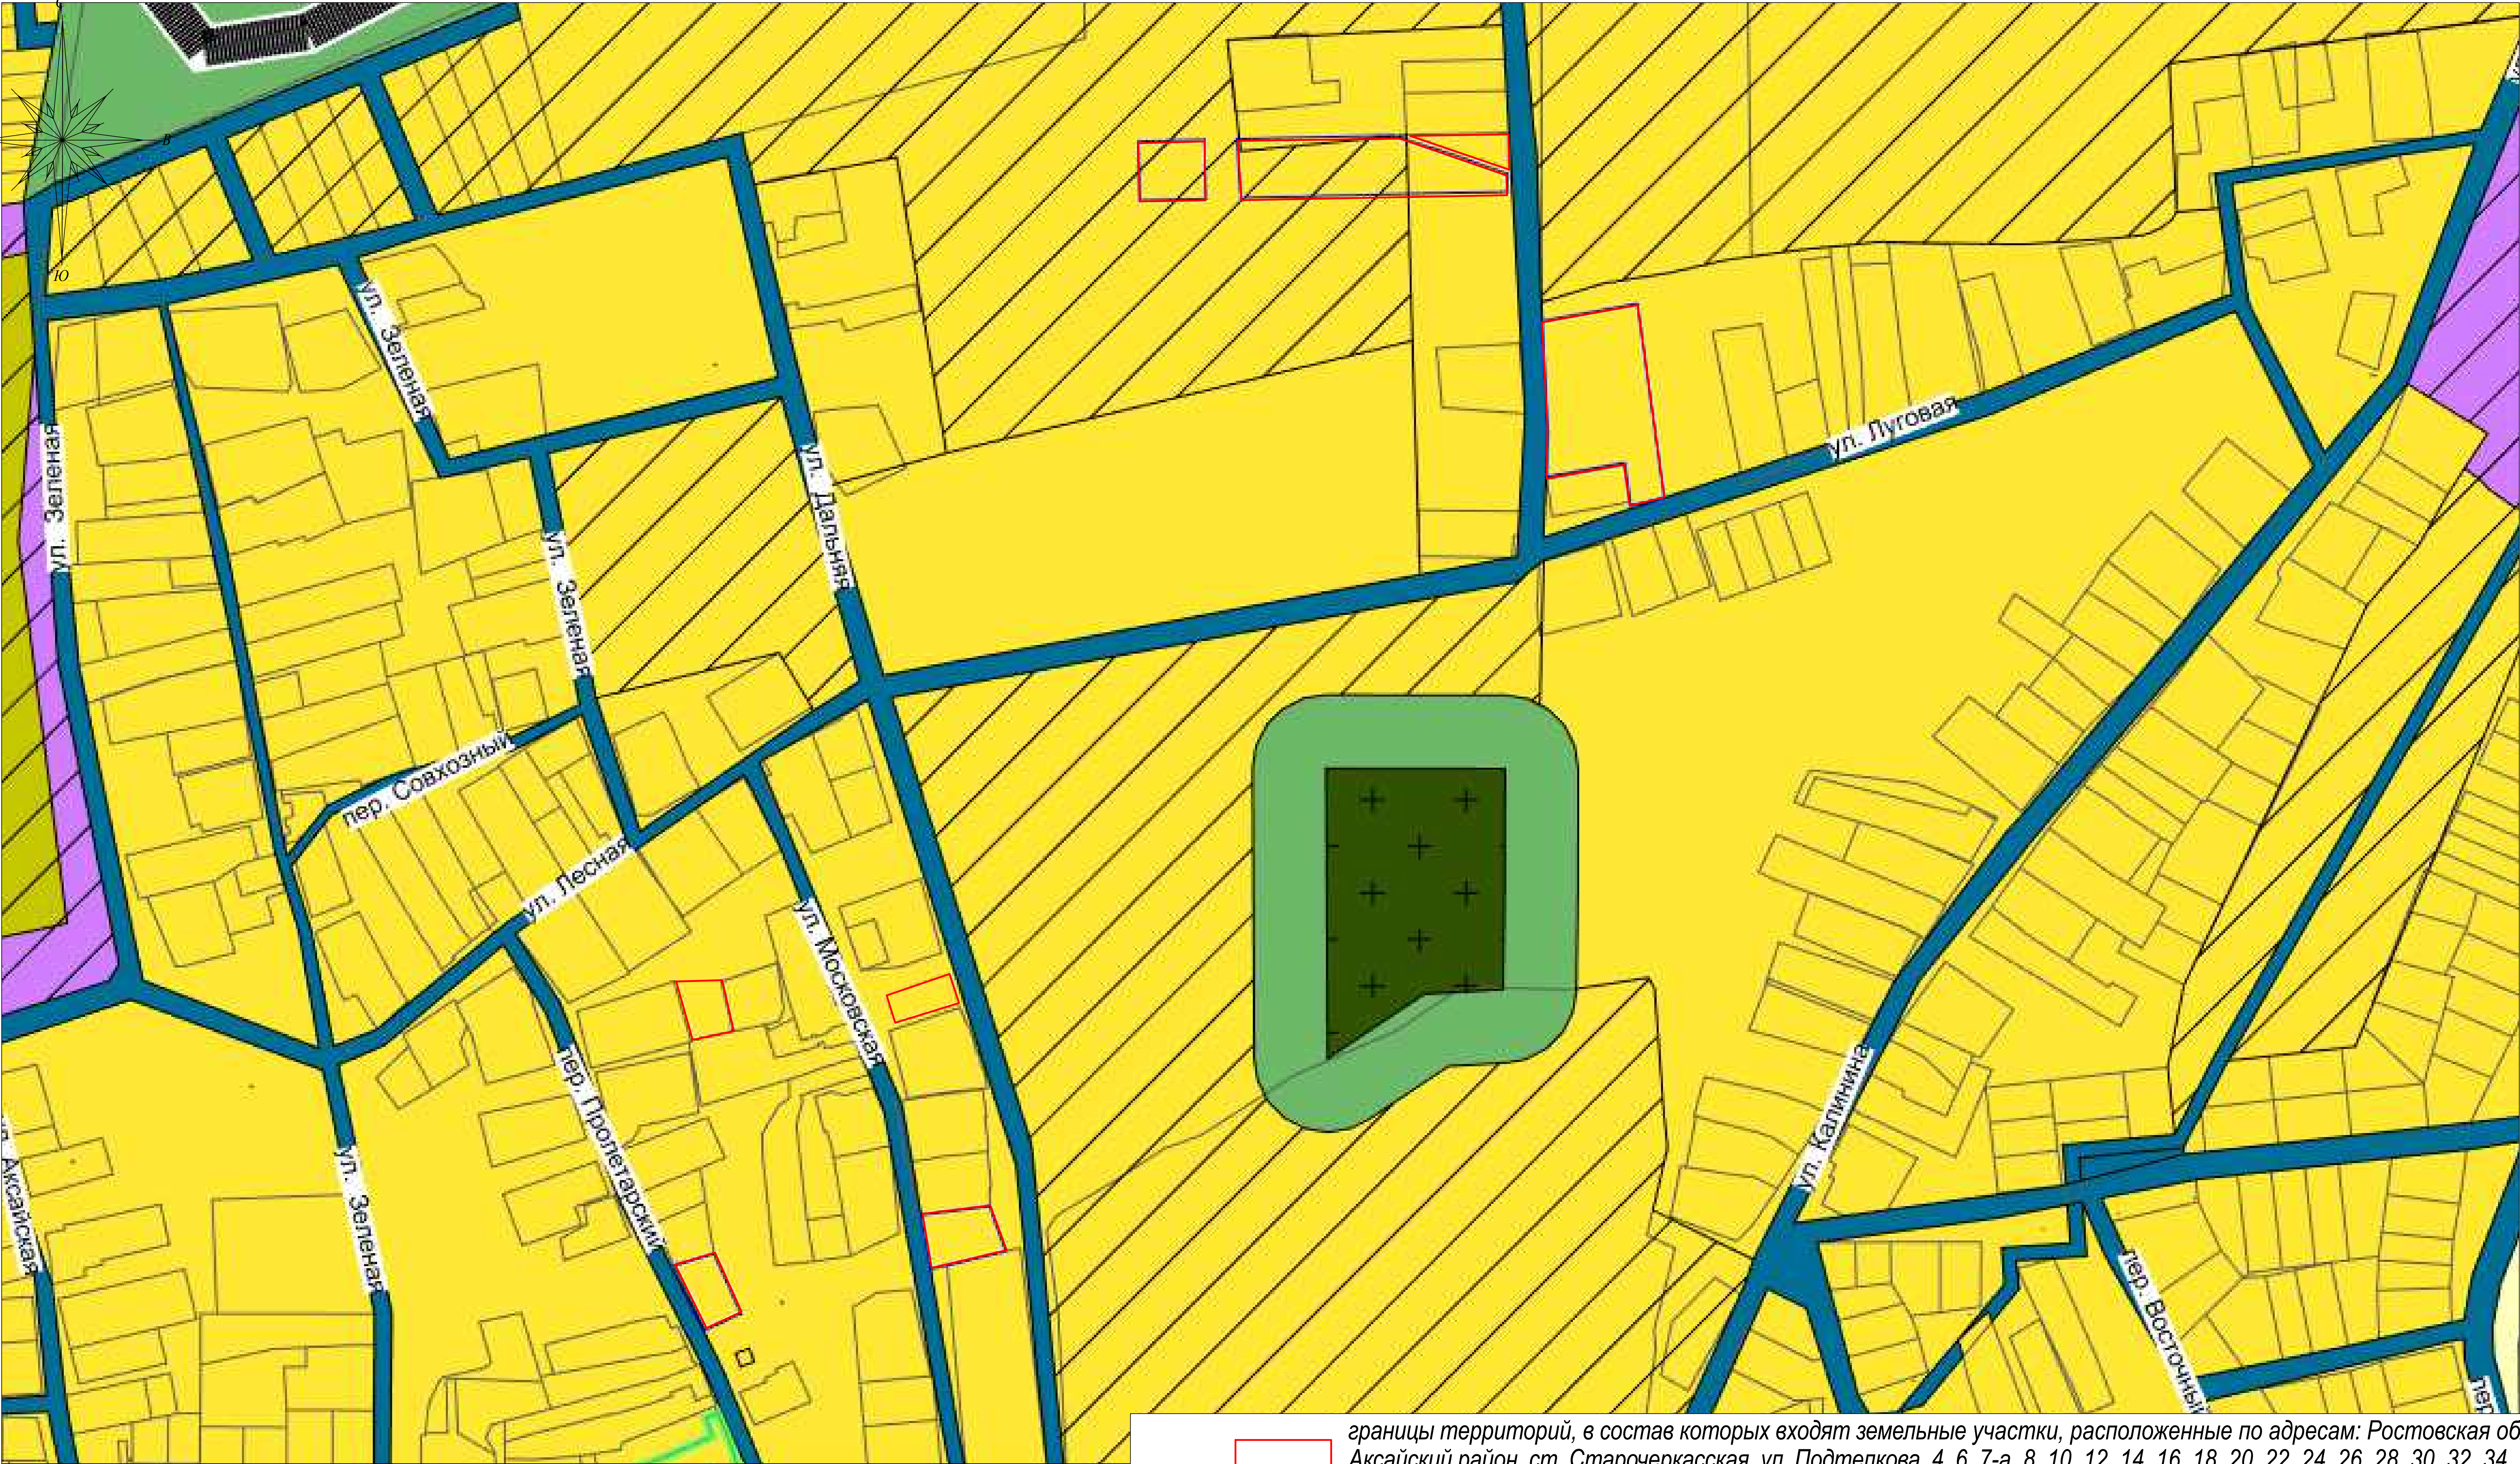 В
Ю
ул. Зеленая
ул. Зеленая
ул. Дальняя
ул. Луговая
ул. Зеленая
пер. Совхозный
ул. Лесная
ул. Московская
пер. Пролетарский
ул. Калинина
ул. Зеленая
Аксайская
пер. Восточный
пер
границы территорий, в состав которых входят земельные участки, расположенные по адресам: Ростовская об
Аксайский район, ст. Старочеркасская, ул. Подтелкова, 4, 6, 7-а, 8, 10, 12, 14, 16, 18, 20, 22, 24, 26, 28, 30, 32, 34